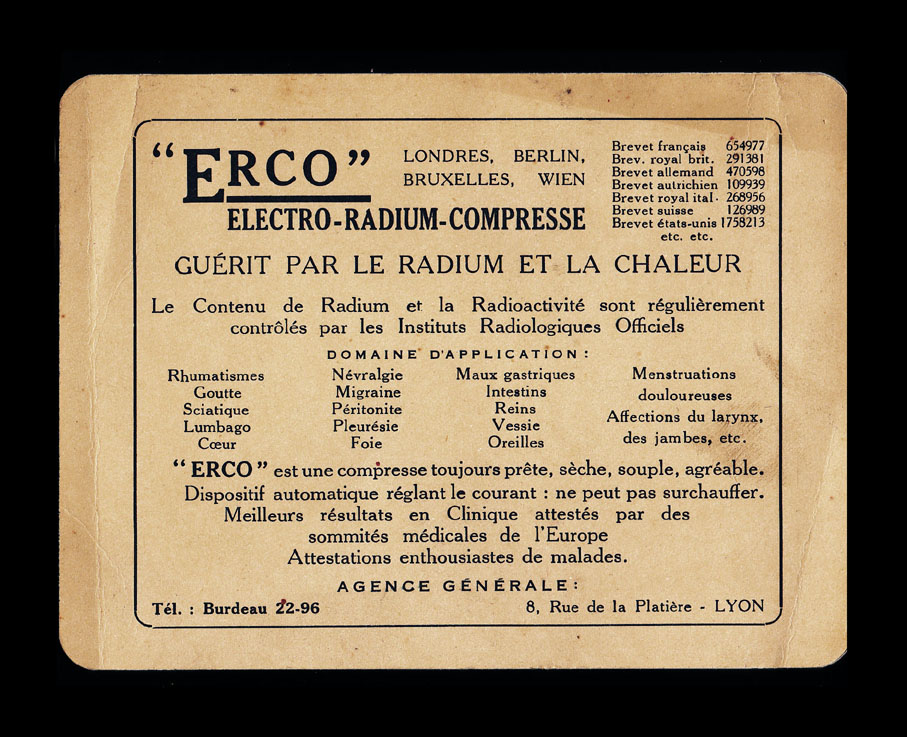 "ERCO"
LONDRES, BERLIN,
BRUXELLES, WIEN
ELECTRO-RADIUM-COMPRESSE
Brevet français 654977
Brev. royal brit. 291381
Brevet allemand 470598
Brevet autrichien 109939
Brevet royal ital. 268956
Brevet suisse 126989
Brevet états-unis 1758213
etc. etc.
GUÉRIT PAR LE RADIUM ET LA CHALEUR
Le Contenu de Radium et la Radioactivité sont régulièrement
contrôlés par les Instituts Radiologiques Officiels
DOMAINE D'APPLICATION :
Rhumatismes
Goutte
Sciatique
Lumbago
Cœur
Névralgie
Migraine
Péritonite
Pleurésie
Foie
Maux gastriques
Intestins
Reins
Vessie
Oreilles
Menstruations
douloureuses
Affections du larynx,
des jambes, etc.
"ERCO" est une compresse toujours prête, sèche, souple, agréable.
Dispositif automatique réglant le courant : ne peut pas surchauffer.
Meilleurs résultats en Clinique attestés par des
sommités médicales de l'Europe
Attestations enthousiastes de malades.
AGENCE GÉNÉRALE :
Tél. : Burdeau 22-96
8, Rue de la Platière - LYON